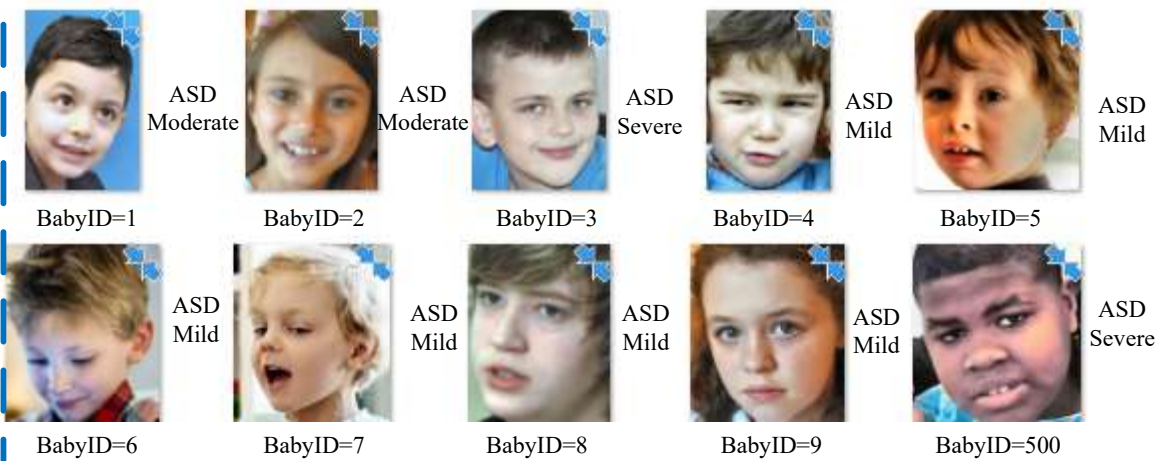 ASD
Moderate
ASD
Moderate
ASD
Severe
ASD
Mild
ASD
Mild
BabyID=1
BabyID=2
BabyID=3
BabyID=4
BabyID=5
ASD
Mild
ASD
Mild
ASD
Mild
ASD
Mild
ASD
Severe
BabyID=6
BabyID=7
BabyID=8
BabyID=9
BabyID=500